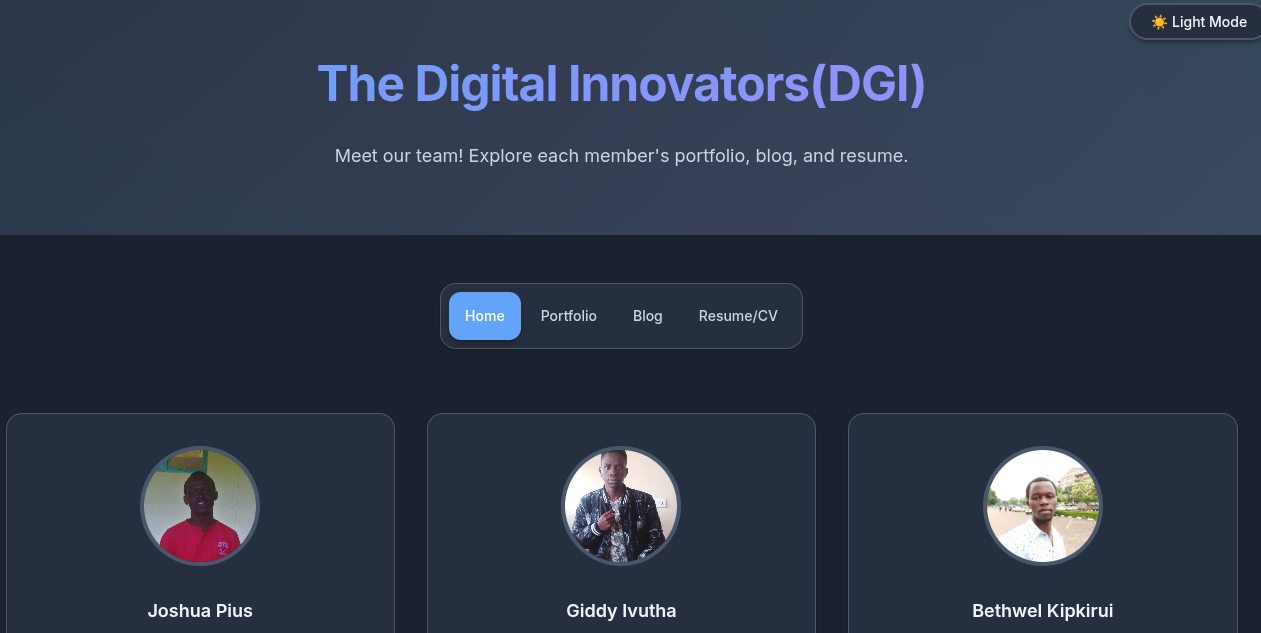 ☀️ Light Mode
The Digital Innovators(DGI)
Meet our team! Explore each member's portfolio, blog, and resume.
Home Portfolio Blog Resume/CV
Joshua Pius Giddy Ivutha Bethwel Kipkirui